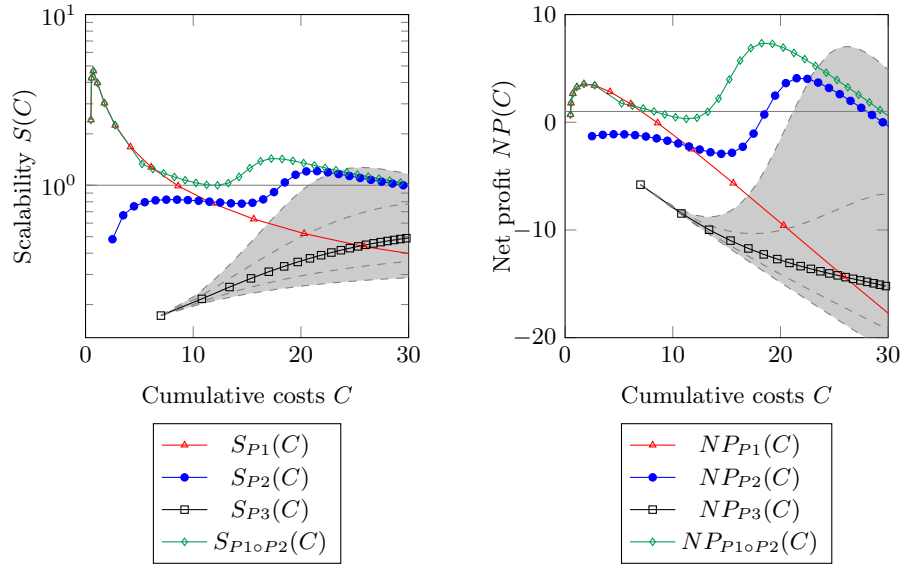 10^1
10^0
0
10
20
30
Scalability S(C)
Cumulative costs C
S_{P1}(C)
S_{P2}(C)
S_{P3}(C)
S_{P1∘P2}(C)
10
0
−10
−20
0
10
20
30
Net profit NP(C)
Cumulative costs C
NP_{P1}(C)
NP_{P2}(C)
NP_{P3}(C)
NP_{P1∘P2}(C)